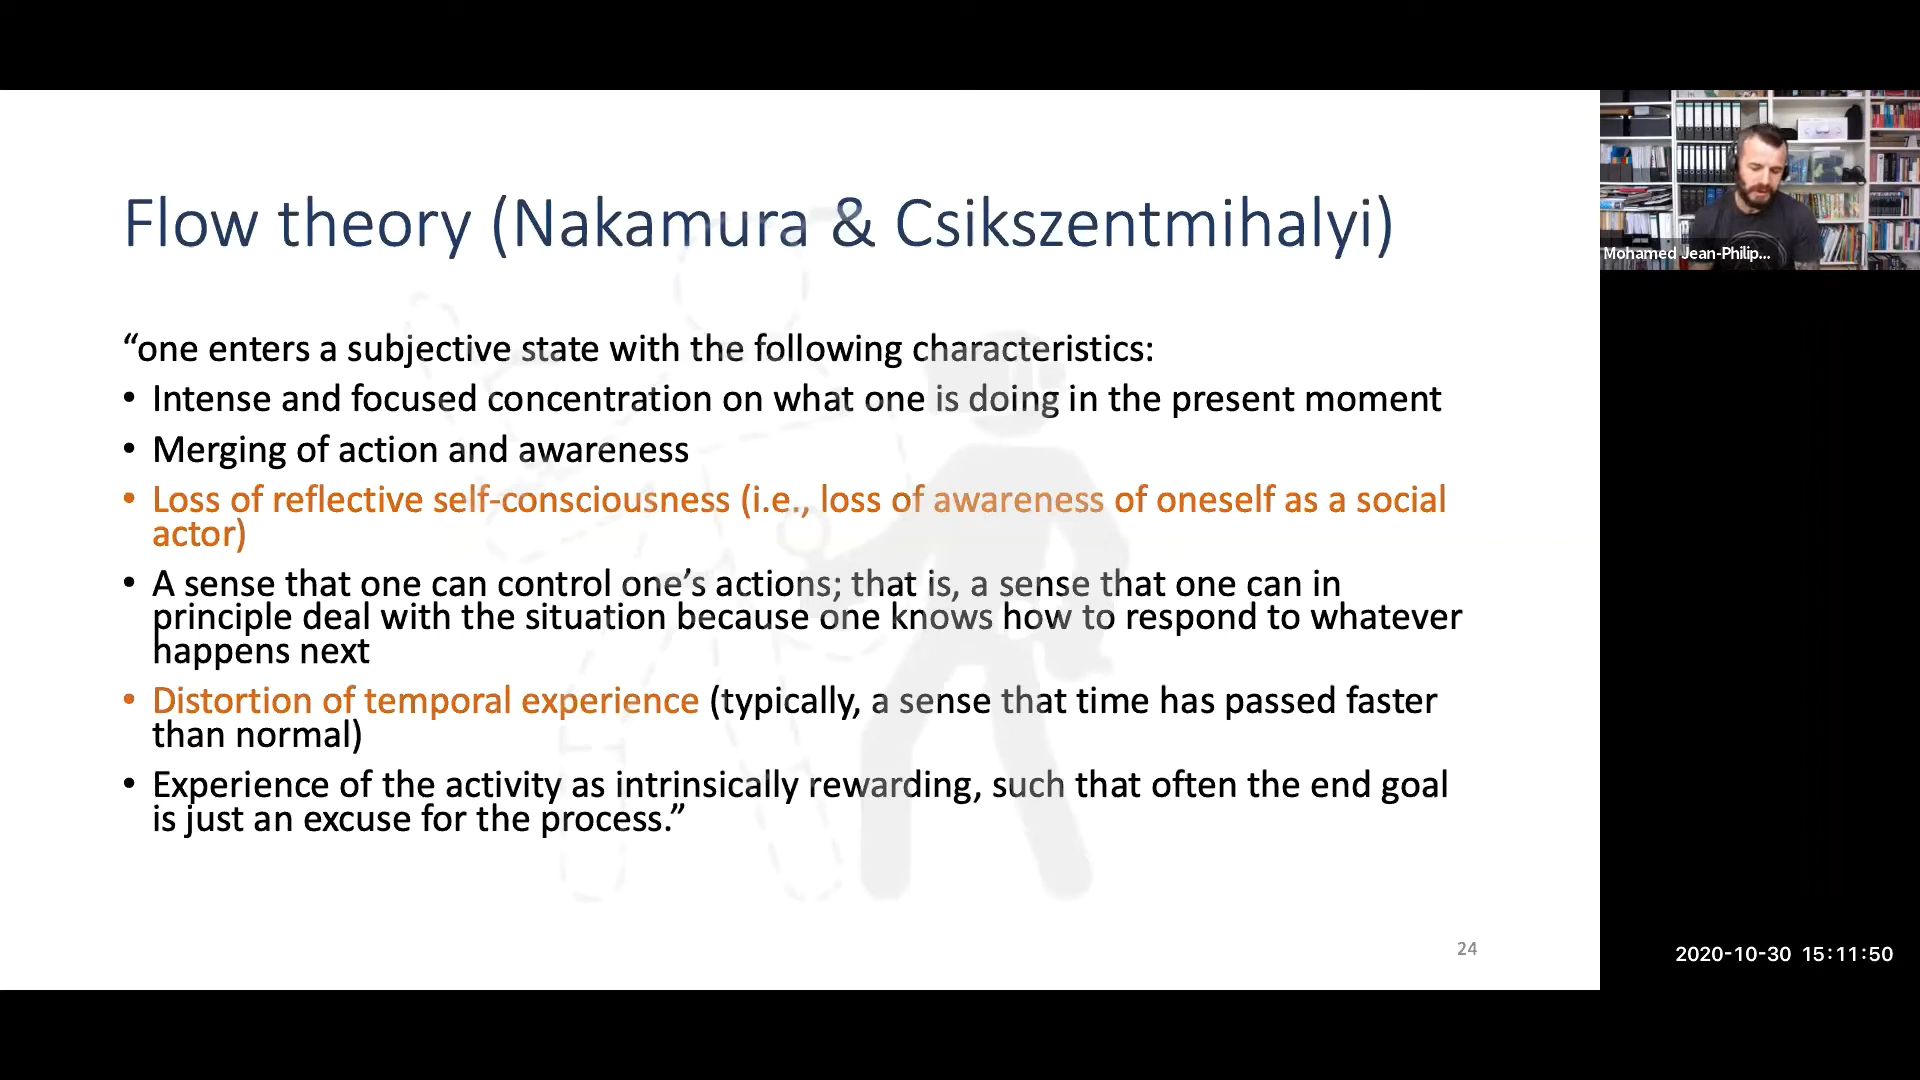 Flow theory (Nakamura & Csikszentmihalyi)
“one enters a subjective state with the following characteristics:
• Intense and focused concentration on what one is doing in the present moment
• Merging of action and awareness
• Loss of reflective self-consciousness (i.e., loss of awareness of oneself as a social
actor)
• A sense that one can control one’s actions; that is, a sense that one can in
principle deal with the situation because one knows how to respond to whatever
happens next
• Distortion of temporal experience (typically, a sense that time has passed faster
than normal)
• Experience of the activity as intrinsically rewarding, such that often the end goal
is just an excuse for the process.”
24
Mohamed Jean-Philip...
2020-10-30 15:11:50